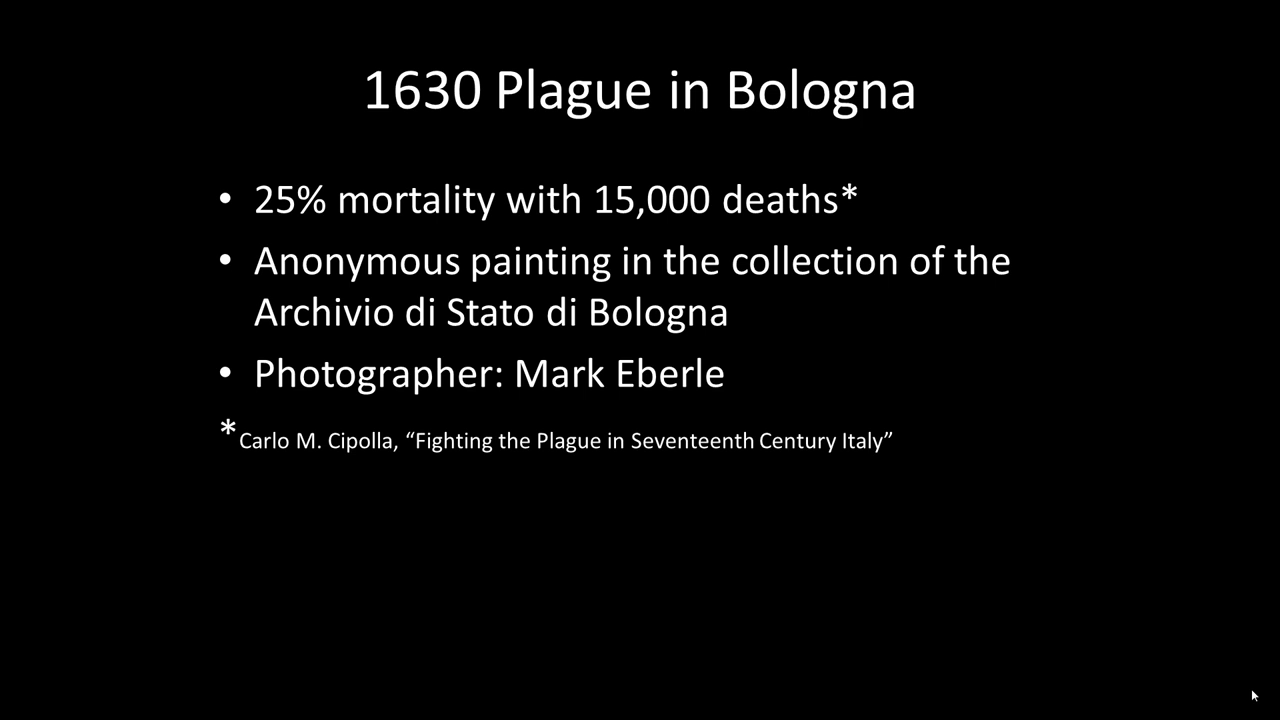 1630 Plague in Bologna
• 25% mortality with 15,000 deaths*
• Anonymous painting in the collection of the
Archivio di Stato di Bologna
• Photographer: Mark Eberle
*Carlo M. Cipolla, “Fighting the Plague in Seventeenth Century Italy”